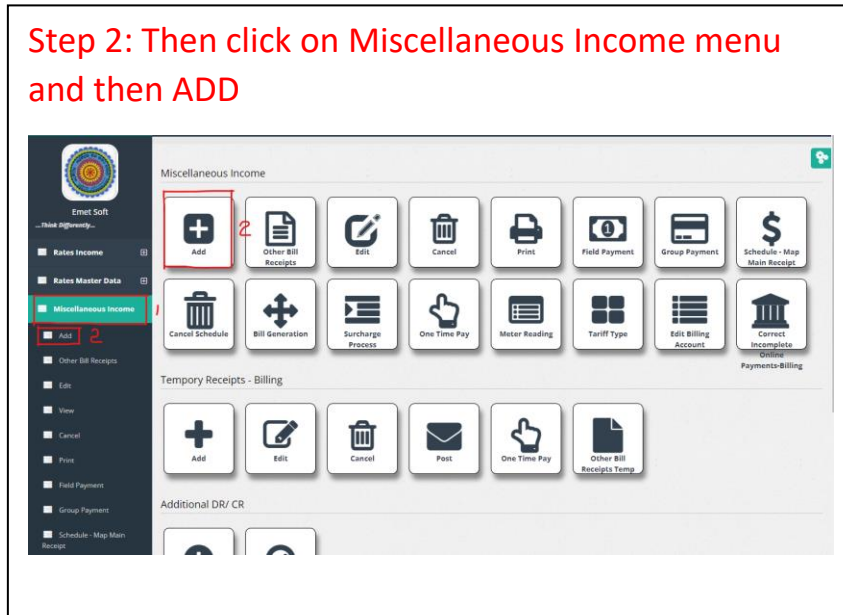 Step 2: Then click on Miscellaneous Income menu
and then ADD
Emet Soft
...Think Differently...
Rates Income
Rates Master Data
Miscellaneous Income
1
Add
2
Other Bill Receipts
Edit
View
Cancel
Print
Field Payment
Group Payment
Schedule - Map Main
Receipt
Miscellaneous Income
Add
2
Other Bill
Receipts
Edit
Cancel
Print
Field Payment
Group Payment
Schedule - Map
Main Receipt
Cancel Schedule
Bill Generation
Surcharge
Process
One Time Pay
Meter Reading
Tariff Type
Edit Billing
Account
Correct
Incomplete
Online
Payments-Billing
Tempory Receipts - Billing
Add
Edit
Cancel
Post
One Time Pay
Other Bill
Receipts Temp
Additional DR/ CR